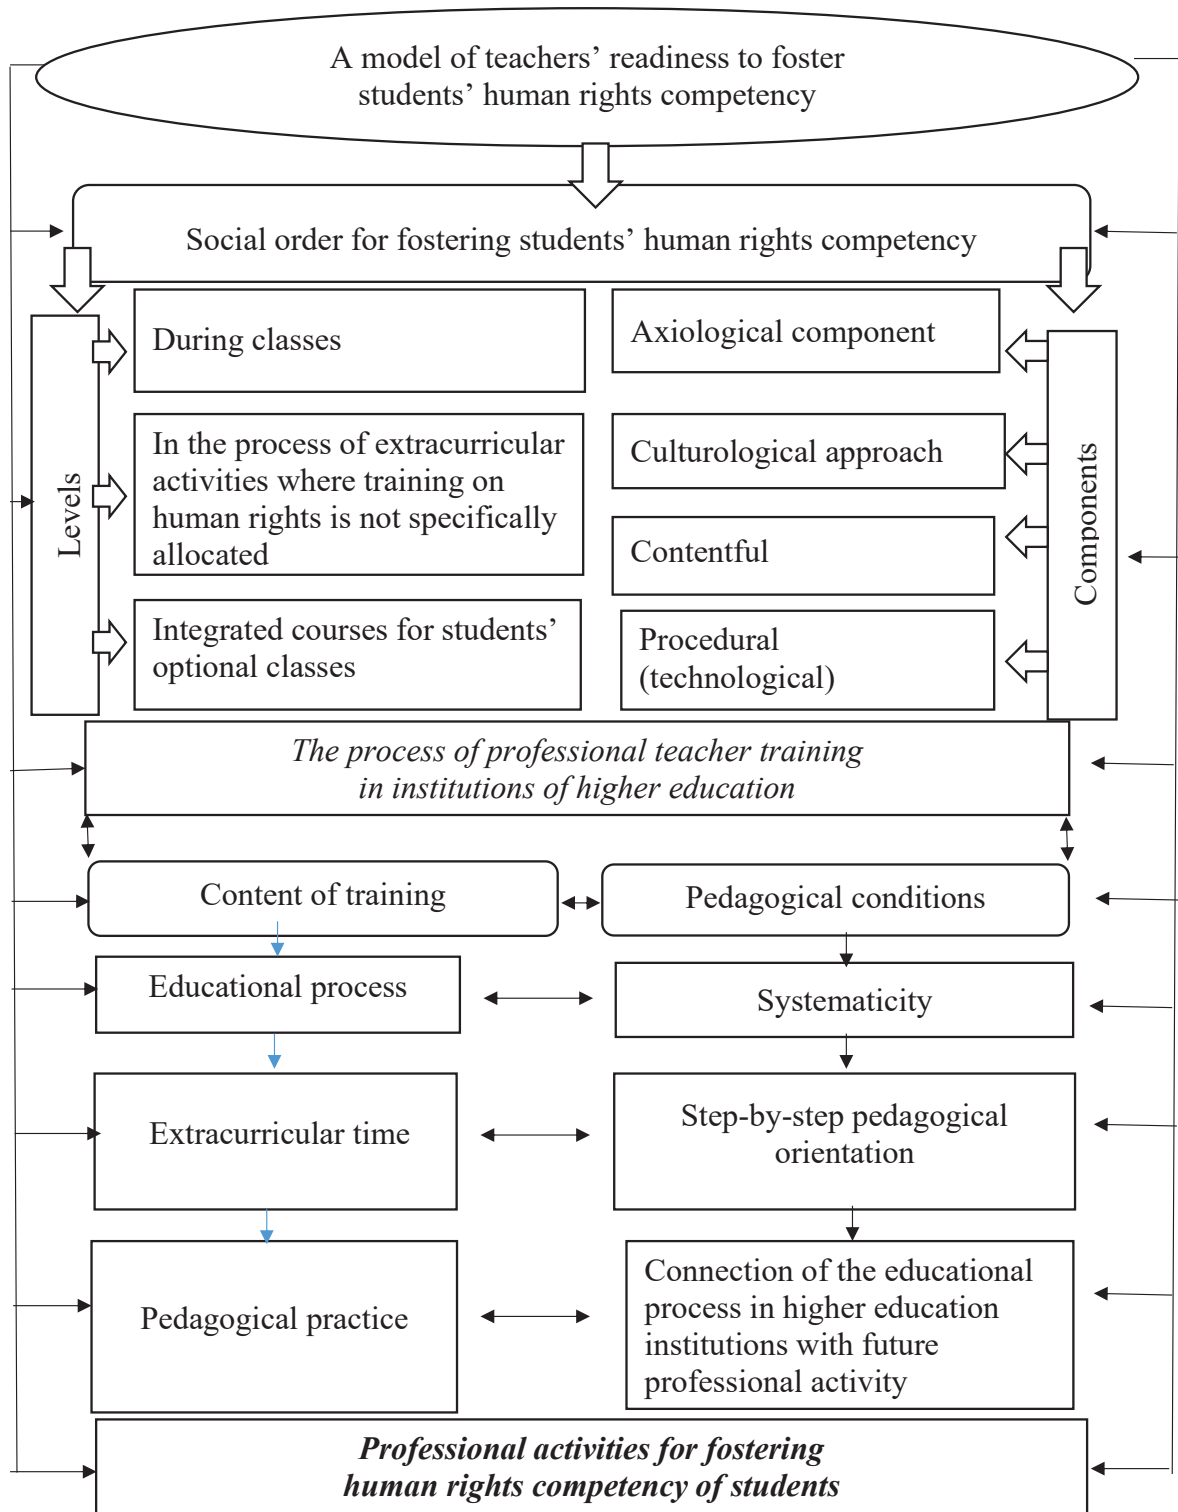 A model of teachers’ readiness to foster
students’ human rights competency
Social order for fostering students’ human rights competency
Levels
During classes
In the process of extracurricular
activities where training on
human rights is not specifically
allocated
Integrated courses for students’
optional classes
Axiological component
Culturological approach
Contentful
Procedural
(technological)
Components
The process of professional teacher training
in institutions of higher education
Content of training
Pedagogical conditions
Educational process
Systematicity
Extracurricular time
Step-by-step pedagogical
orientation
Pedagogical practice
Connection of the educational
process in higher education
institutions with future
professional activity
Professional activities for fostering
human rights competency of students